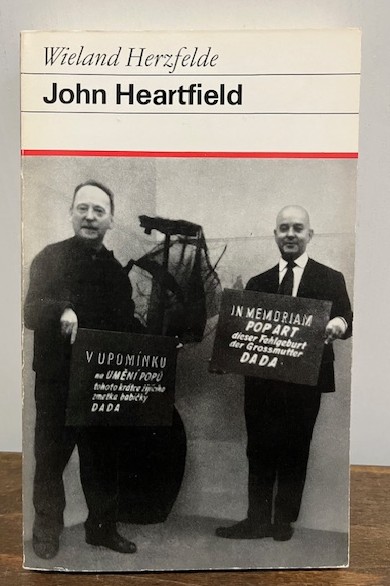 Wieland Herzfelde
John Heartfield
V UPOMÍNKU
na UMĚNÍ POPU
tohoto krátce žijícího
zmetka babičky
DADA
IN MEMORIAM
POP ART
dieser Fehlgeburt
der Grossmutter
DADA